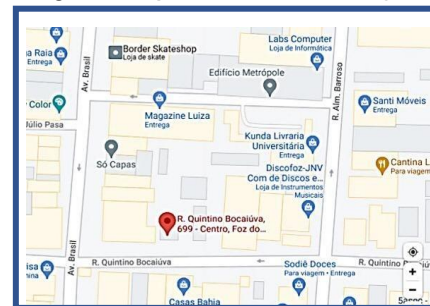 Labs Computer
Loja de Informática
na Raia
Entrega
Border Skateshop
Loja de skate
Av. Brasil
Edifício Metrópole
R. Alm. Barroso
Color
Santi Móveis
Entrega
Magazine Luiza
Entrega
Júlio Pasa
Kunda Livraria
Universitária
Entrega
Só Capas
Discofoz-JNV
Com de Discos e...
Loja de Instrumentos
Musicais
Cantina L
Para viagem
R. Quintino Bocaiúva,
699 - Centro, Foz do...
Av. Brasil
R. Quintino Bocaiúva
Sodiê Doces
Para viagem • Entrega
R. Quintino Bo
+
−
Casas Bahia